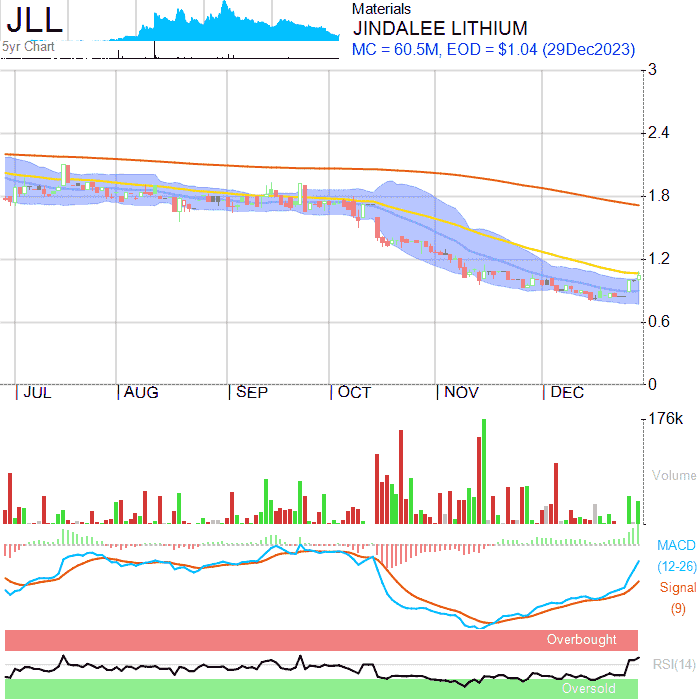 JLL
5yr Chart
Materials
JINDALEE LITHIUM
MC = 60.5M, EOD = $1.04 (29Dec2023)
3
2.4
1.8
1.2
0.6
0
JUL AUG SEP OCT NOV DEC
176k
Volume
MACD
(12-26)
Signal
(9)
Overbought
RSI(14)
Oversold